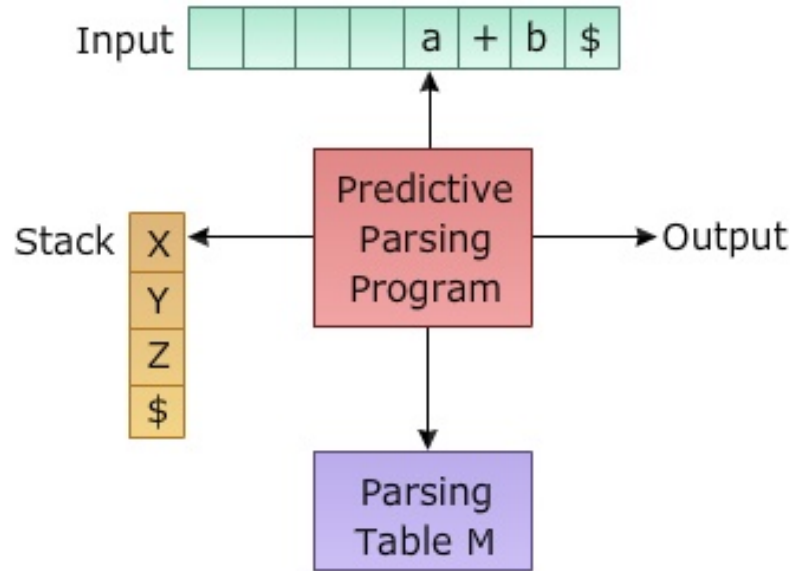 Input a + b $
Predictive
Parsing
Program
Stack X
Y
Z
$
Output
Parsing
Table M